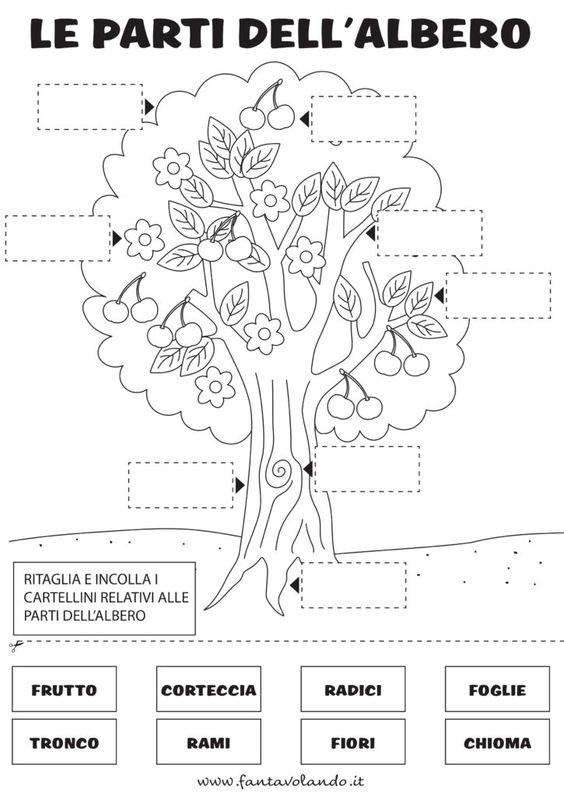 LE PARTI DELL'ALBERO
RITAGLIA E INCOLLA I
CARTELLINI RELATIVI ALLE
PARTI DELL'ALBERO
FRUTTO
CORTECCIA
RADICI
FOGLIE
TRONCO
RAMI
FIORI
CHIOMA
www.fantavolando.it